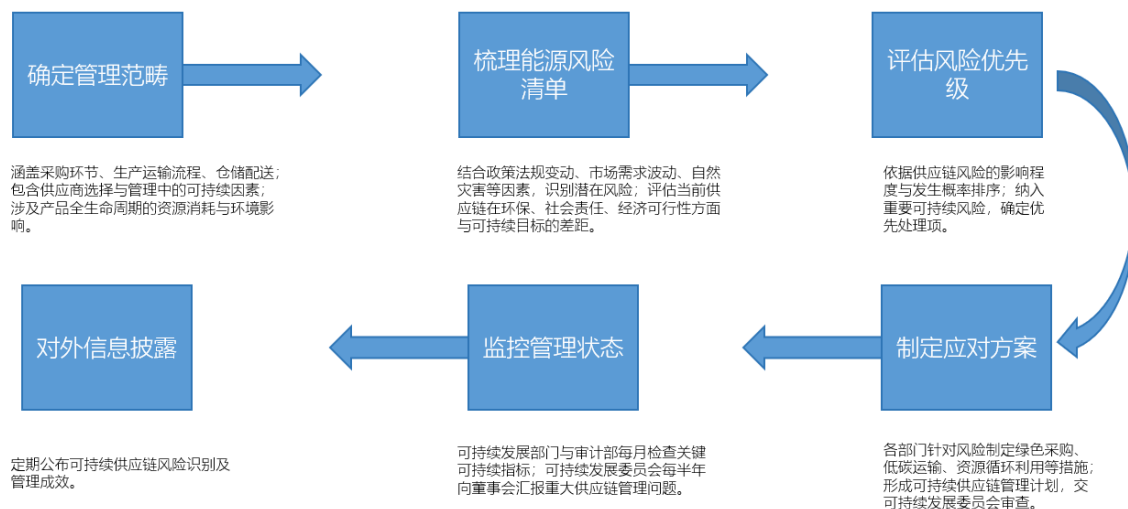 确定管理范畴
涵盖采购环节、生产运输流程、仓储配送；
包含供应商选择与管理中的可持续因素；
涉及产品全生命周期的资源消耗与环境影
响。
梳理能源风险
清单
结合政策法规变动、市场需求波动、自然
灾害等因素，识别潜在风险；评估当前供
应链在环保、社会责任、经济可行性方面
与可持续目标的差距。
评估风险优先
级
依据供应链风险的影响程
度与发生概率排序；纳入
重要可持续风险，确定优
先处理项。
制定应对方案
各部门针对风险制定绿色采购、
低碳运输、资源循环利用等措施；
形成可持续供应链管理计划，交
可持续发展委员会审查。
监控管理状态
可持续发展部门与审计部每月检查关键
可持续指标；可持续发展委员会每半年
向董事会汇报重大供应链管理问题。
对外信息披露
定期公布可持续供应链风险识别及
管理成效。